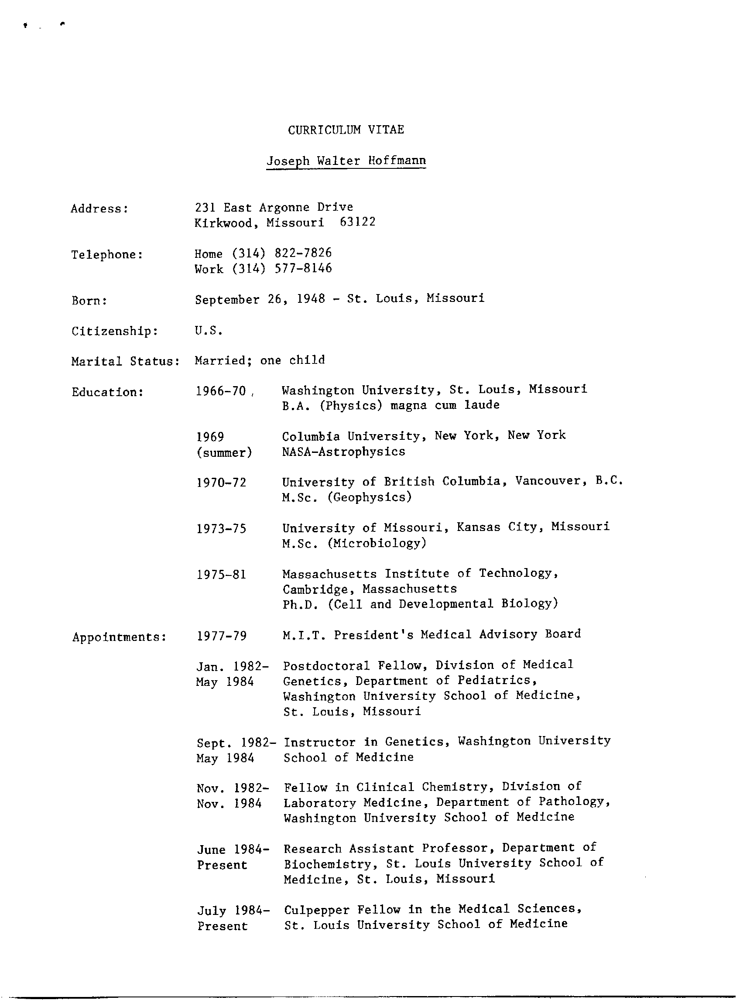 CURRICULUM VITAE
Joseph Walter Hoffmann
Address: 231 East Argonne Drive
Kirkwood, Missouri 63122
Telephone: Home (314) 822-7826
Work (314) 577-8146
Born: September 26, 1948 - St. Louis, Missouri
Citizenship: U.S.
Marital Status: Married; one child
Education: 1966-70, Washington University, St. Louis, Missouri
B.A. (Physics) magna cum laude
1969 Columbia University, New York, New York
(summer) NASA-Astrophysics
1970-72 University of British Columbia, Vancouver, B.C.
M.Sc. (Geophysics)
1973-75 University of Missouri, Kansas City, Missouri
M.Sc. (Microbiology)
1975-81 Massachusetts Institute of Technology,
Cambridge, Massachusetts
Ph.D. (Cell and Developmental Biology)
Appointments: 1977-79 M.I.T. President's Medical Advisory Board
Jan. 1982- Postdoctoral Fellow, Division of Medical
May 1984 Genetics, Department of Pediatrics,
Washington University School of Medicine,
St. Louis, Missouri
Sept. 1982- Instructor in Genetics, Washington University
May 1984 School of Medicine
Nov. 1982- Fellow in Clinical Chemistry, Division of
Nov. 1984 Laboratory Medicine, Department of Pathology,
Washington University School of Medicine
June 1984- Research Assistant Professor, Department of
Present Biochemistry, St. Louis University School of
Medicine, St. Louis, Missouri
July 1984- Culpepper Fellow in the Medical Sciences,
Present St. Louis University School of Medicine